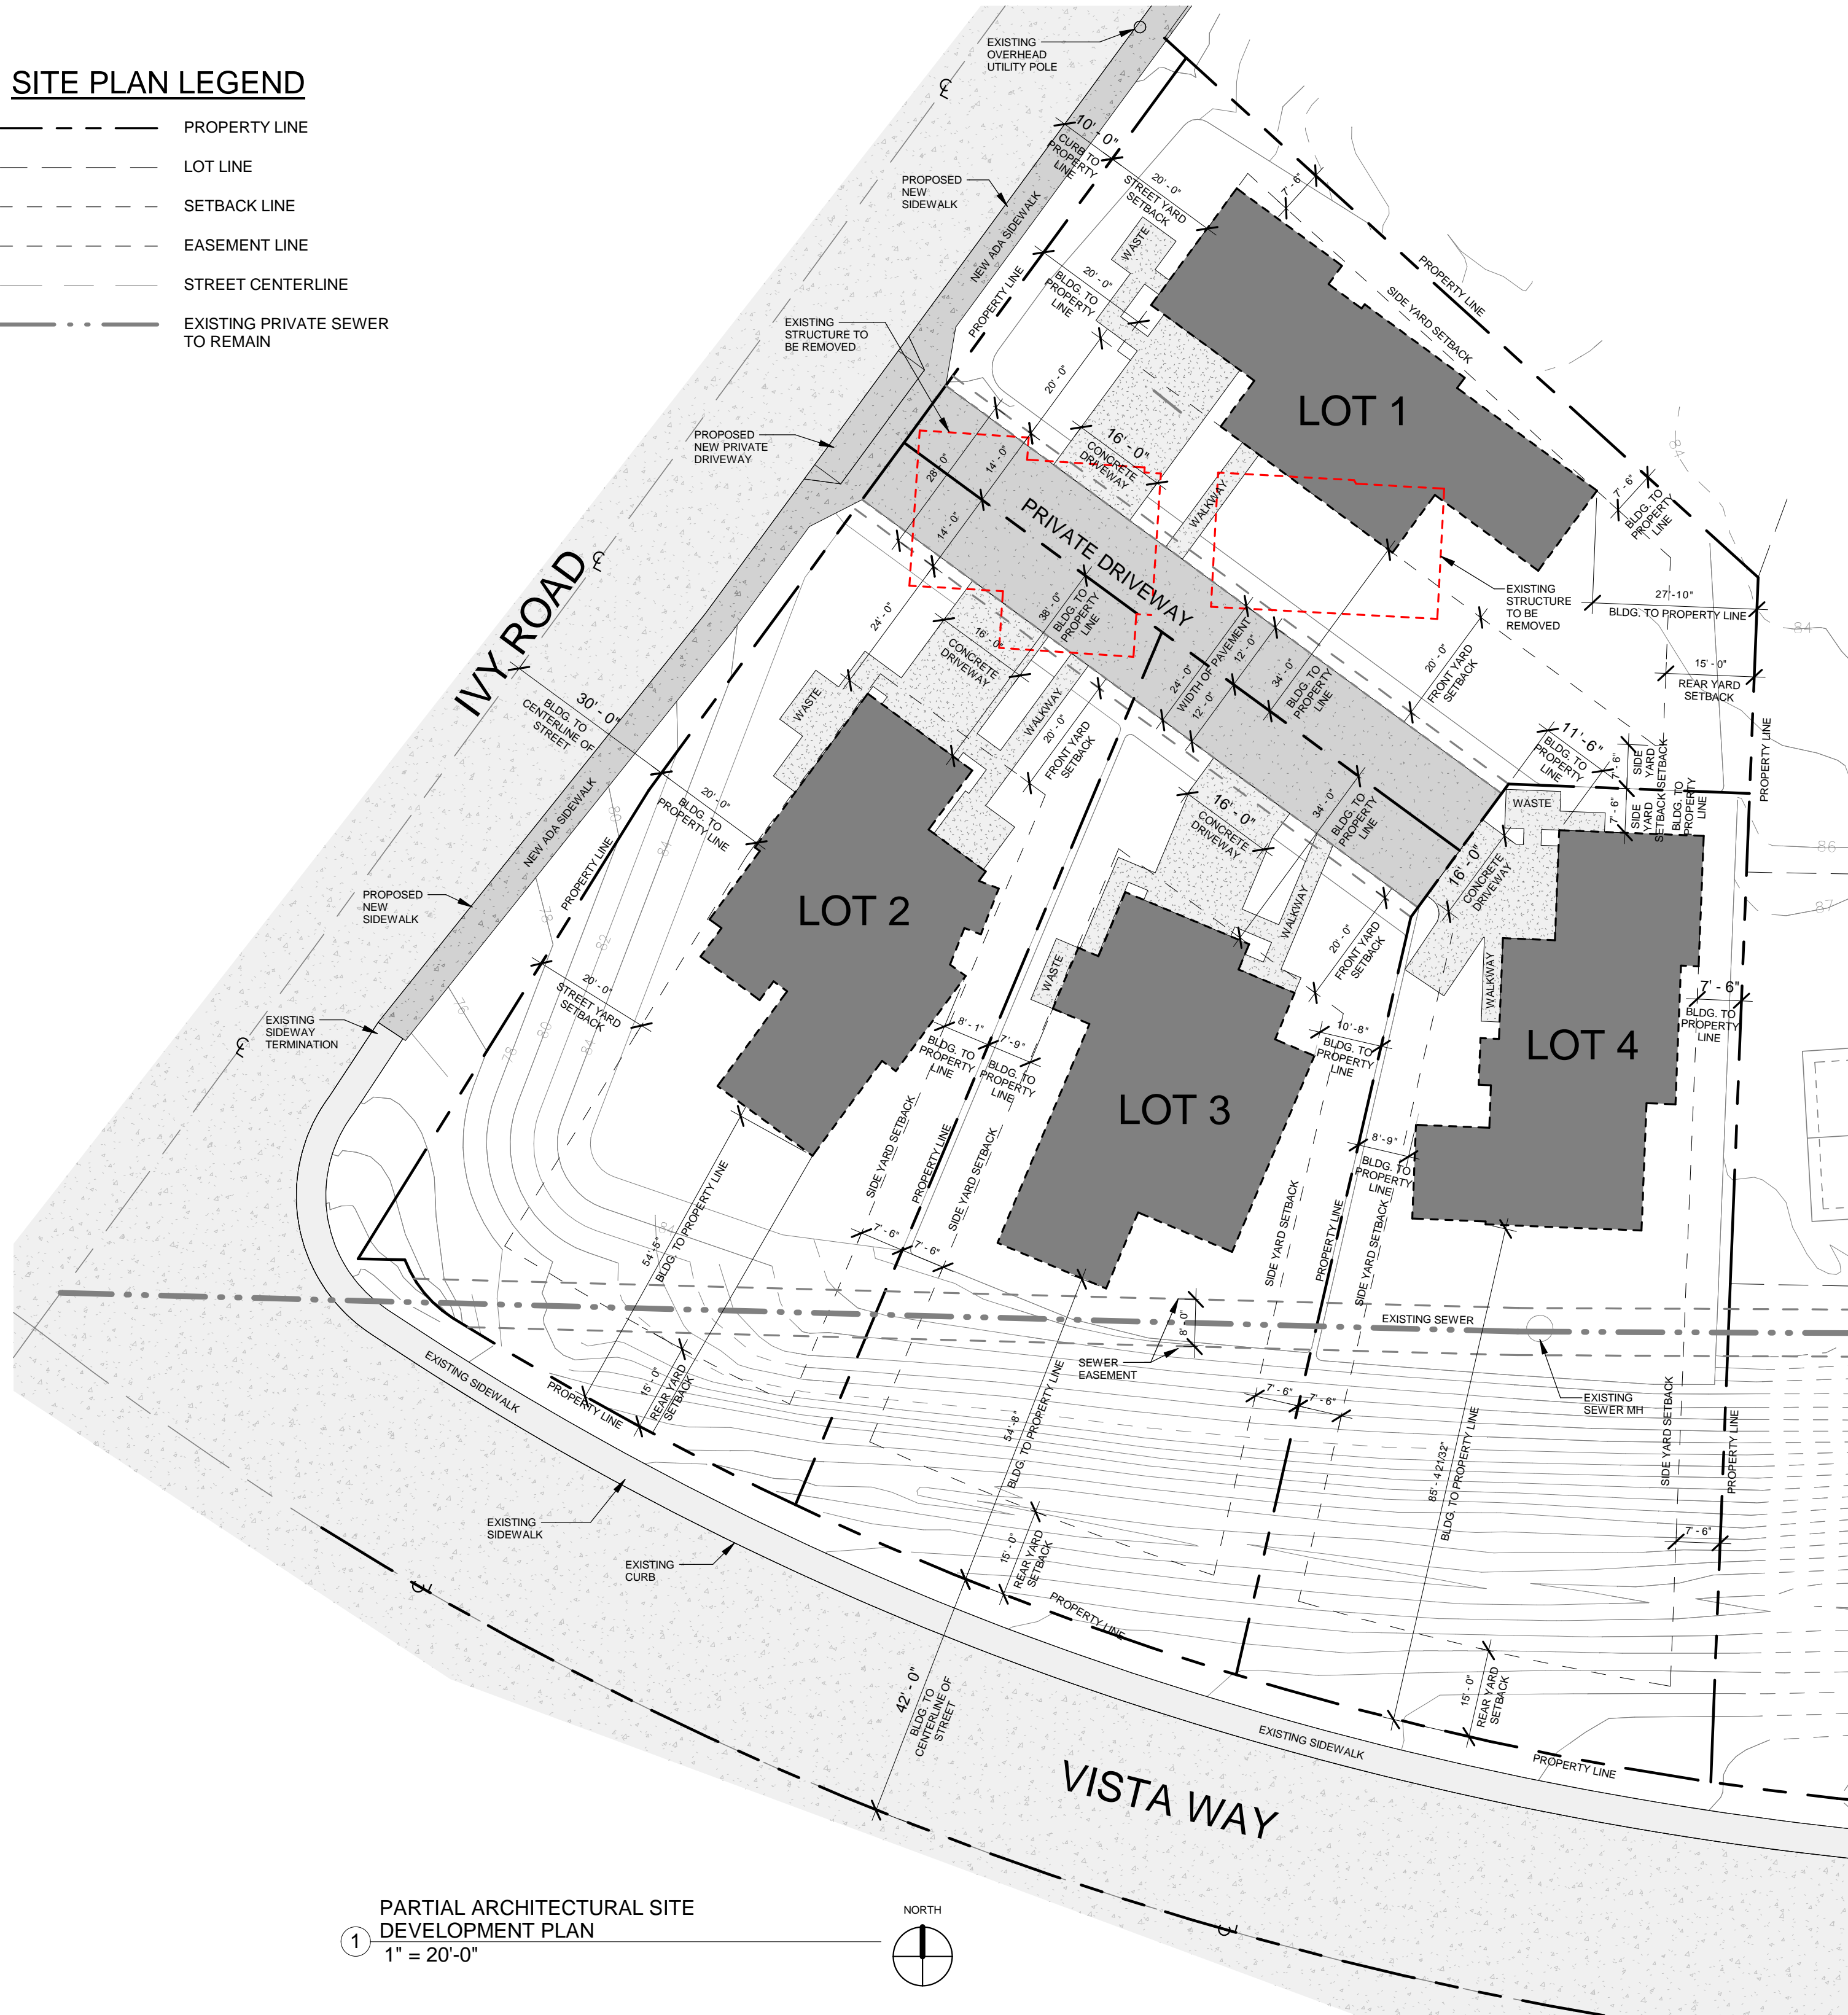 SITE PLAN LEGEND
PROPERTY LINE
LOT LINE
SETBACK LINE
EASEMENT LINE
STREET CENTERLINE
EXISTING PRIVATE SEWER
TO REMAIN
EXISTING
OVERHEAD
UTILITY POLE
10' - 0"
CURB TO
PROPERTY
LINE
PROPOSED
NEW
SIDEWALK
20' - 0"
STREET YARD
SETBACK
7' - 6"
NEW ADA SIDEWALK
WASTE
PROPERTY LINE
20' - 0"
BLDG. TO
PROPERTY
LINE
PROPERTY LINE
SIDE YARD SETBACK
EXISTING
STRUCTURE TO
BE REMOVED
20' - 0"
LOT 1
PROPOSED
NEW PRIVATE
DRIVEWAY
16' - 0"
CONCRETE
DRIVEWAY
28' - 0"
14' - 0"
14' - 0"
WALKWAY
84
7' - 6"
BLDG. TO
PROPERTY
LINE
PRIVATE DRIVEWAY
IVY ROAD
EXISTING
STRUCTURE
TO BE
REMOVED
27'-10"
BLDG. TO PROPERTY LINE
84
24' - 0"
38' - 0"
BLDG. TO
PROPERTY
LINE
16' - 0"
CONCRETE
DRIVEWAY
24' - 0"
WIDTH OF PAVEMENT
12' - 0"
12' - 0"
34' - 0"
BLDG. TO
PROPERTY
LINE
20' - 0"
FRONT YARD
SETBACK
15' - 0"
REAR YARD
SETBACK
30' - 0"
BLDG. TO
CENTERLINE OF
STREET
WASTE
WALKWAY
20' - 0"
FRONT YARD
SETBACK
11'-6"
BLDG. TO
PROPERTY
LINE
7' - 6"
SIDE
YARD
SETBACK
PROPERTY LINE
7' - 6"
SIDE
YARD
SETBACK
BLDG. TO
PROPERTY
LINE
NEW ADA SIDEWALK
80
20' - 0"
BLDG. TO
PROPERTY LINE
84
PROPERTY LINE
16' - 0"
CONCRETE
DRIVEWAY
34' - 0"
BLDG. TO
PROPERTY
LINE
WASTE
16' - 0"
CONCRETE
DRIVEWAY
86
87
PROPOSED
NEW
SIDEWALK
LOT 2
78
82
WALKWAY
20' - 0"
FRONT YARD
SETBACK
WASTE
WALKWAY
20' - 0"
STREET YARD
SETBACK
76
78
80
84
EXISTING
SIDEWAY
TERMINATION
8' - 1"
BLDG. TO
PROPERTY
LINE
7'-9"
BLDG. TO
PROPERTY
LINE
10'-8"
BLDG. TO
PROPERTY
LINE
LOT 4
7' - 6"
BLDG. TO
PROPERTY
LINE
LOT 3
8'-9"
BLDG. TO
PROPERTY
LINE
SIDE YARD SETBACK
PROPERTY LINE
SIDE YARD SETBACK
SIDE YARD SETBACK
PROPERTY LINE
SIDE YARD SETBACK
54'-5"
BLDG. TO PROPERTY LINE
7' - 6"
7' - 6"
8' - 0"
EXISTING SEWER
SEWER
EASEMENT
EXISTING SIDEWALK
PROPERTY LINE
15' - 0"
REAR YARD
SETBACK
54'-8"
BLDG. TO PROPERTY LINE
7' - 6"
7' - 6"
EXISTING
SEWER MH
85' - 4 21/32"
BLDG. TO PROPERTY LINE
SIDE YARD SETBACK
PROPERTY LINE
7' - 6"
EXISTING
SIDEWALK
EXISTING
CURB
15' - 0"
REAR YARD
SETBACK
PROPERTY LINE
42' - 0"
BLDG. TO
CENTERLINE OF
STREET
15' - 0"
REAR YARD
SETBACK
EXISTING SIDEWALK
PROPERTY LINE
VISTA WAY
1
PARTIAL ARCHITECTURAL SITE
DEVELOPMENT PLAN
1" = 20'-0"
NORTH